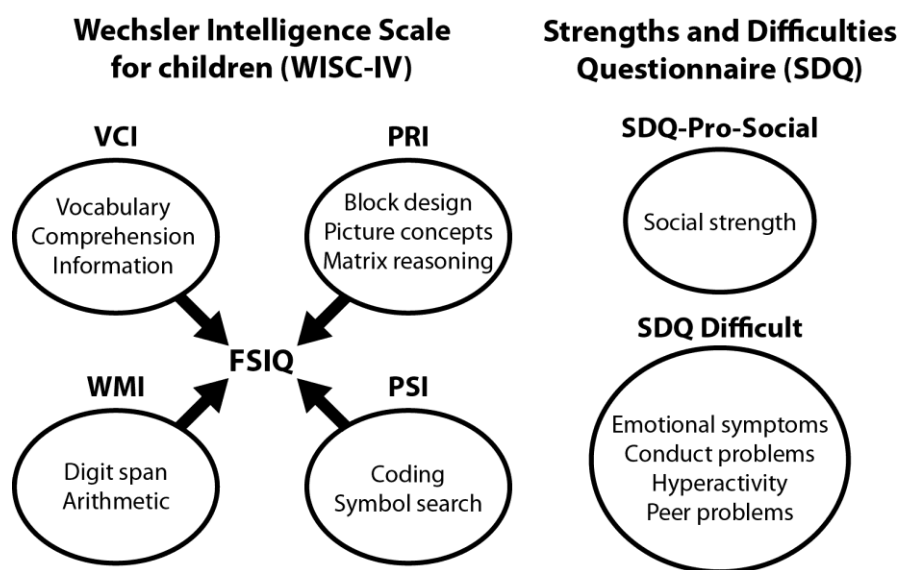 Wechsler Intelligence Scale
for children (WISC-IV)
VCI
Vocabulary
Comprehension
Information
PRI
Block design
Picture concepts
Matrix reasoning
FSIQ
WMI
Digit span
Arithmetic
PSI
Coding
Symbol search
Strengths and Difficulties
Questionnaire (SDQ)
SDQ-Pro-Social
Social strength
SDQ Difficult
Emotional symptoms
Conduct problems
Hyperactivity
Peer problems